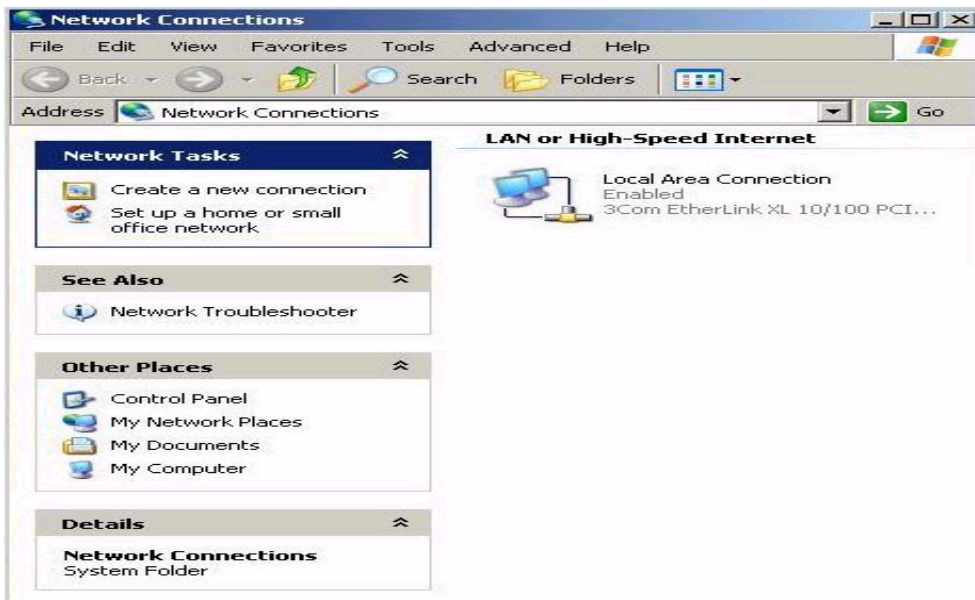 Network Connections
File Edit View Favorites Tools Advanced Help
Back Search Folders
Address Network Connections Go
Network Tasks
Create a new connection
Set up a home or small
office network
See Also
Network Troubleshooter
Other Places
Control Panel
My Network Places
My Documents
My Computer
Details
Network Connections
System Folder
LAN or High-Speed Internet
Local Area Connection
Enabled
3Com EtherLink XL 10/100 PCI...